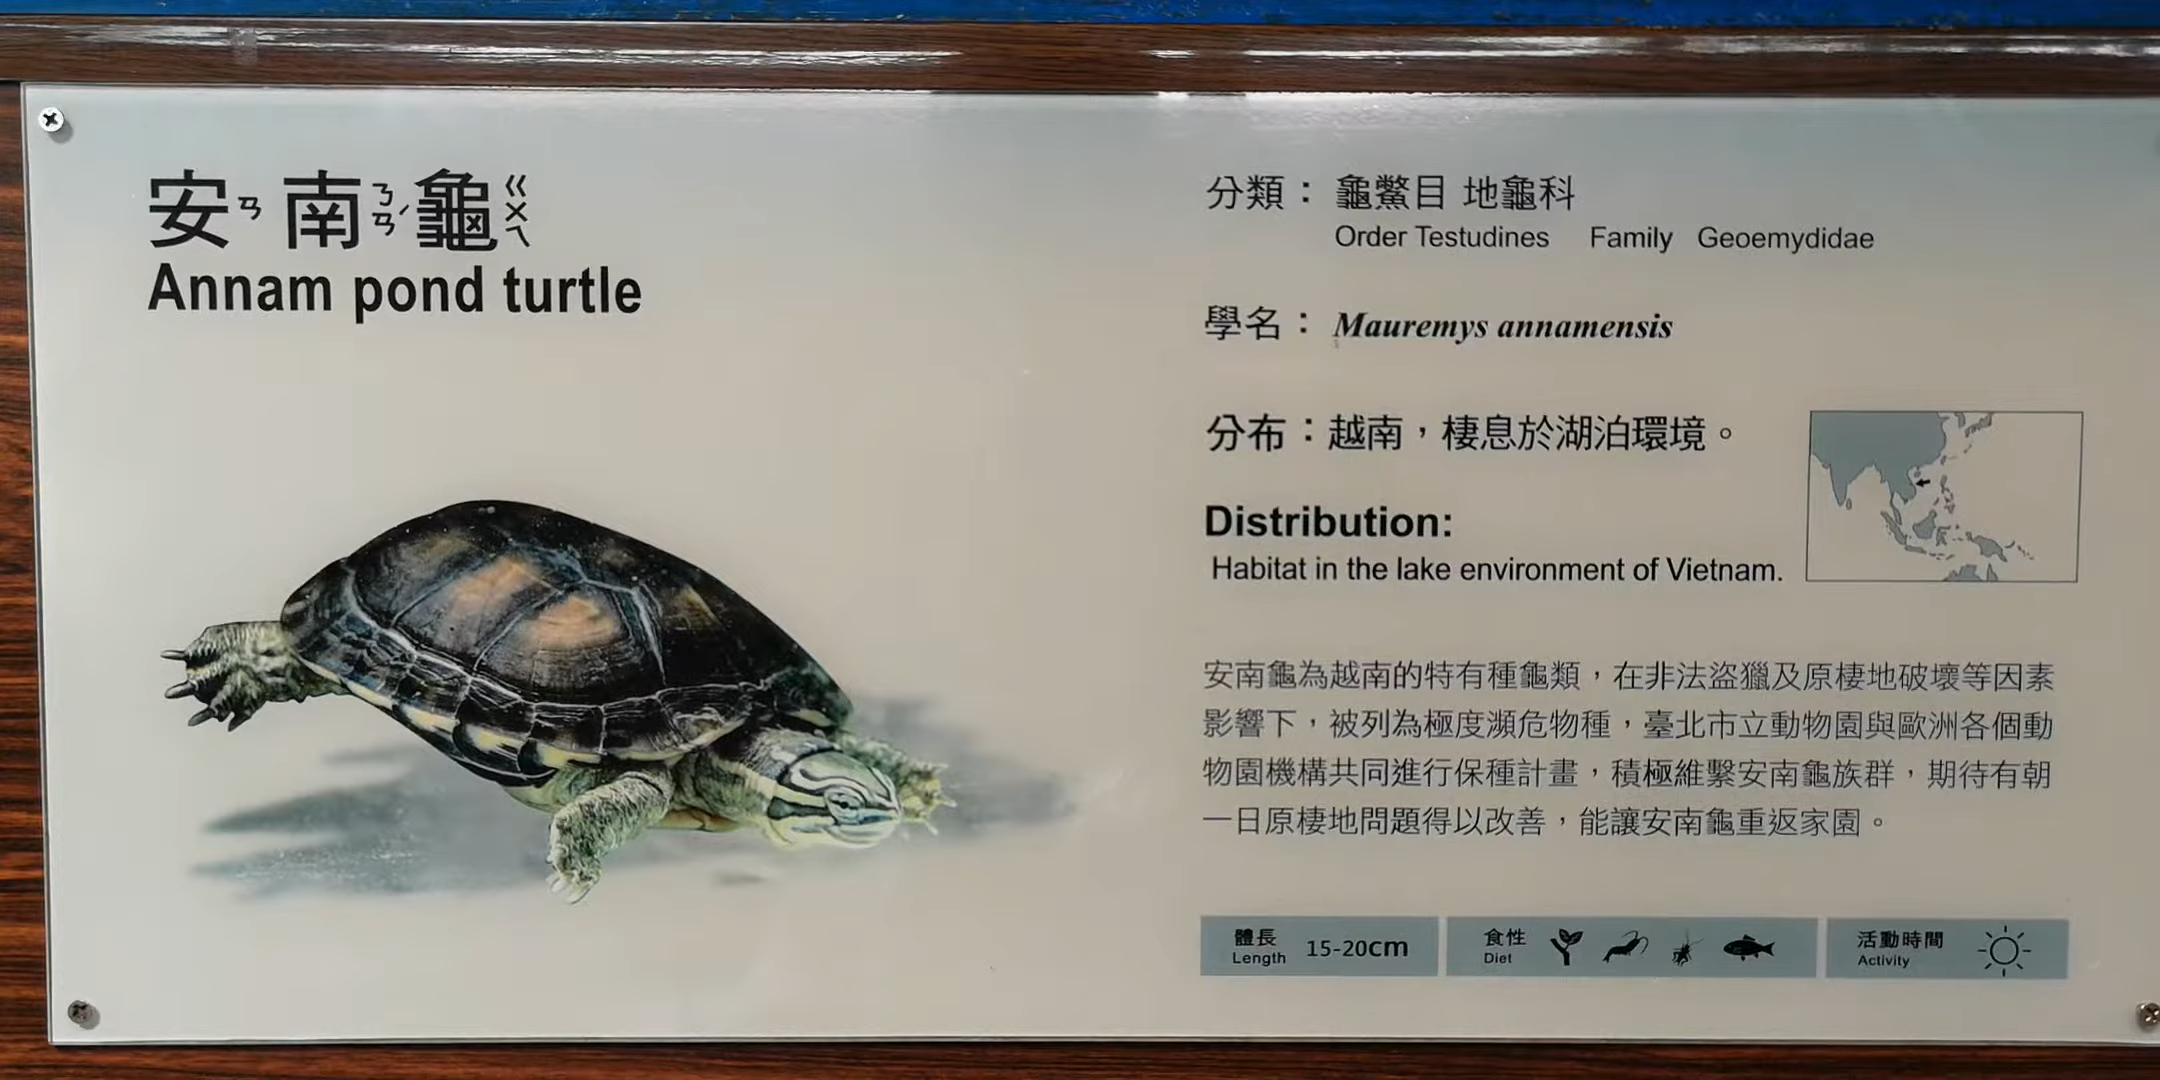 安ㄢ南ㄋㄢˊ龜ㄍㄨㄟ
Annam pond turtle
分類：龜鱉目 地龜科
Order Testudines Family Geoemydidae
學名：Mauremys annamensis
分布：越南，棲息於湖泊環境。
Distribution:
Habitat in the lake environment of Vietnam.
安南龜為越南的特有種龜類，在非法盜獵及原棲地破壞等因素
影響下，被列為極度瀕危物種，臺北市立動物園與歐洲各個動
物園機構共同進行保種計畫，積極維繫安南龜族群，期待有朝
一日原棲地問題得以改善，能讓安南龜重返家園。
體長 15-20cm
Length
食性
Diet
活動時間
Activity